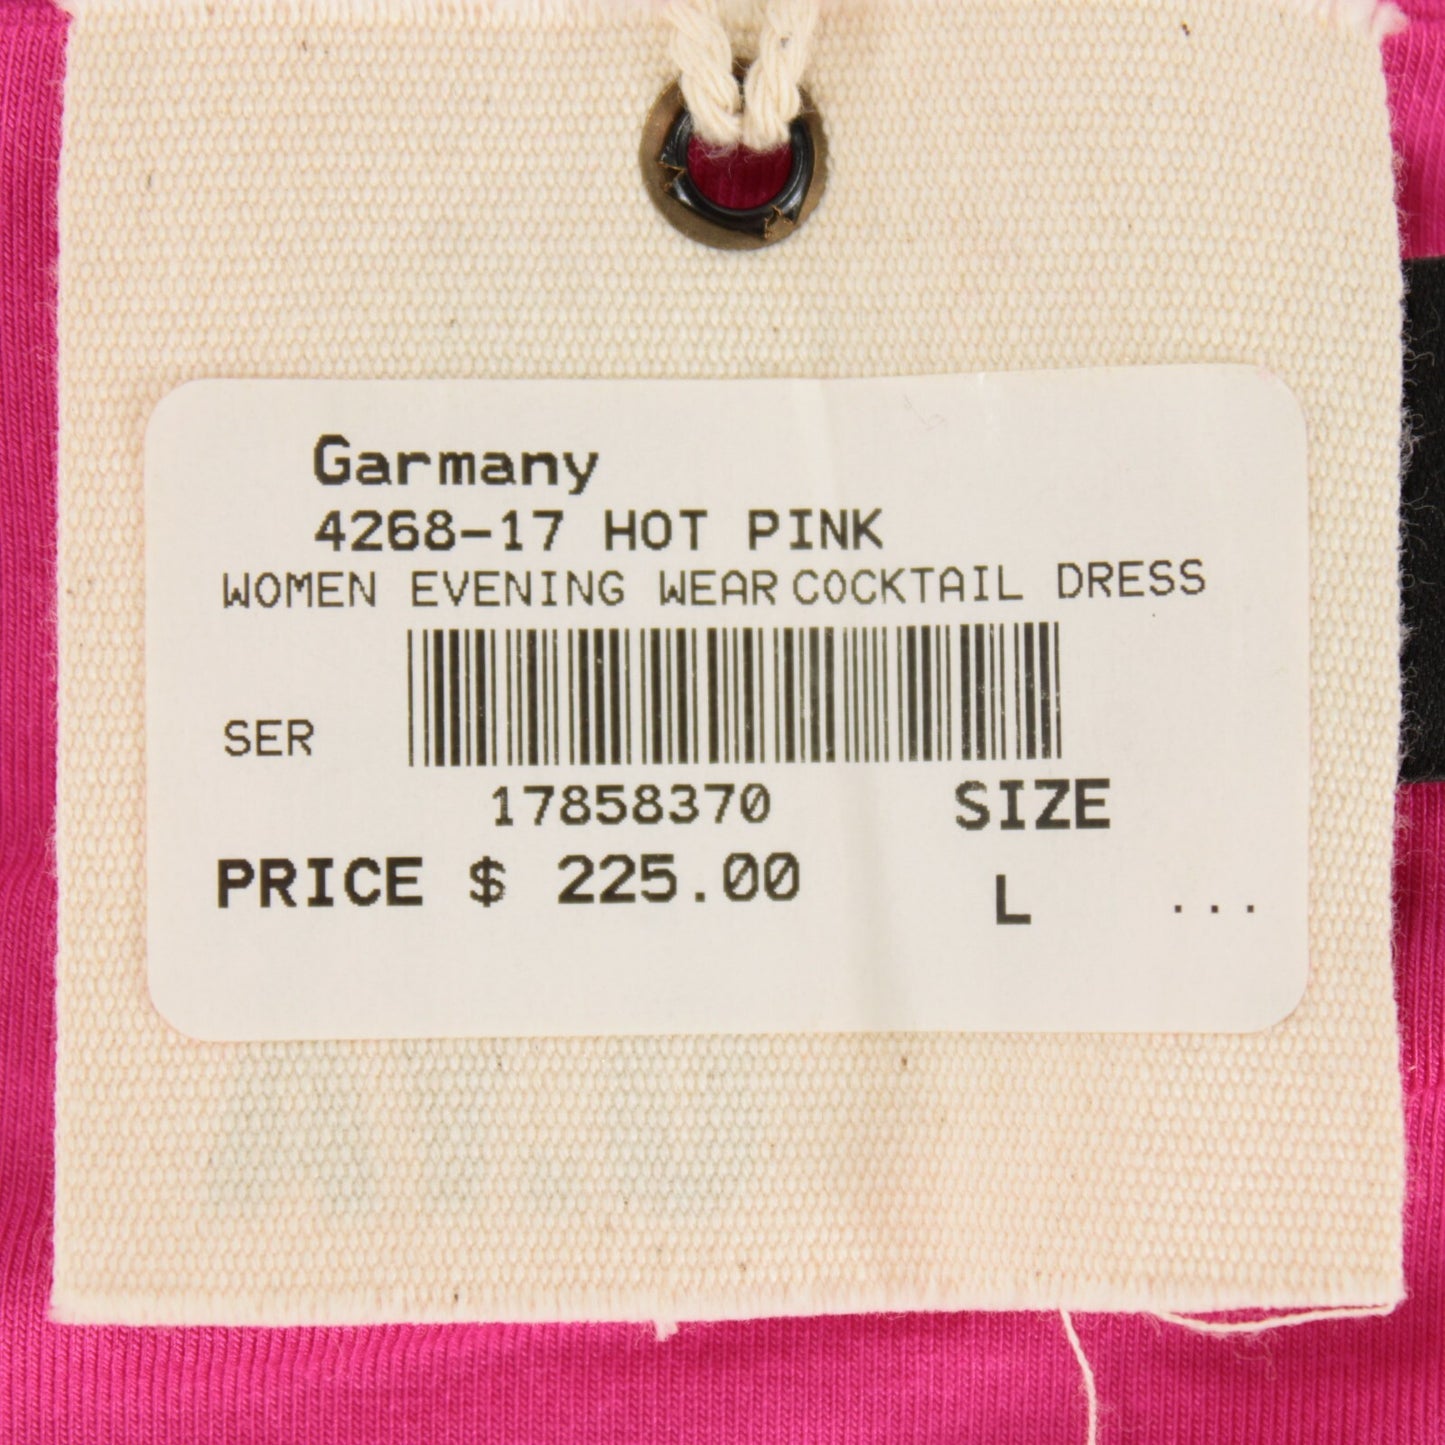 Garmany
4268-17 HOT PINK
WOMEN EVENING WEAR COCKTAIL DRESS
SER
17858370 SIZE
PRICE $ 225.00 L ...